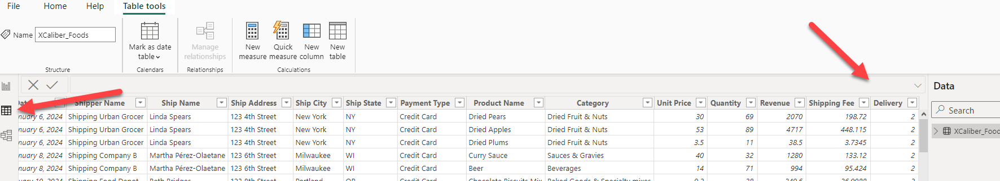 File Home Help Table tools
Name XCaliber_Foods
Mark as date table
Manage relationships
New measure
Quick measure
New column
New table
Structure Calendars Relationships Calculations
Data
Shipper Name Ship Name Ship Address Ship City Ship State Payment Type Product Name Category Unit Price Quantity Revenue Shipping Fee Delivery
Search
nuary 6, 2024 Shipping Urban Grocer Linda Spears 123 4th Street New York NY Credit Card Dried Pears Dried Fruit & Nuts 30 69 2070 198.72 2
nuary 6, 2024 Shipping Urban Grocer Linda Spears 123 4th Street New York NY Credit Card Dried Apples Dried Fruit & Nuts 53 89 4717 448.115 2
XCaliber_Food
nuary 6, 2024 Shipping Urban Grocer Linda Spears 123 4th Street New York NY Credit Card Dried Plums Dried Fruit & Nuts 3.5 11 38.5 3.7345 2
nuary 8, 2024 Shipping Company B Martha Pérez-Olaetane 123 6th Street Milwaukee WI Credit Card Curry Sauce Sauces & Gravies 40 32 1280 133.12 2
nuary 8, 2024 Shipping Company B Martha Pérez-Olaetane 123 6th Street Milwaukee WI Credit Card Beer Beverages 14 71 994 95.424 2